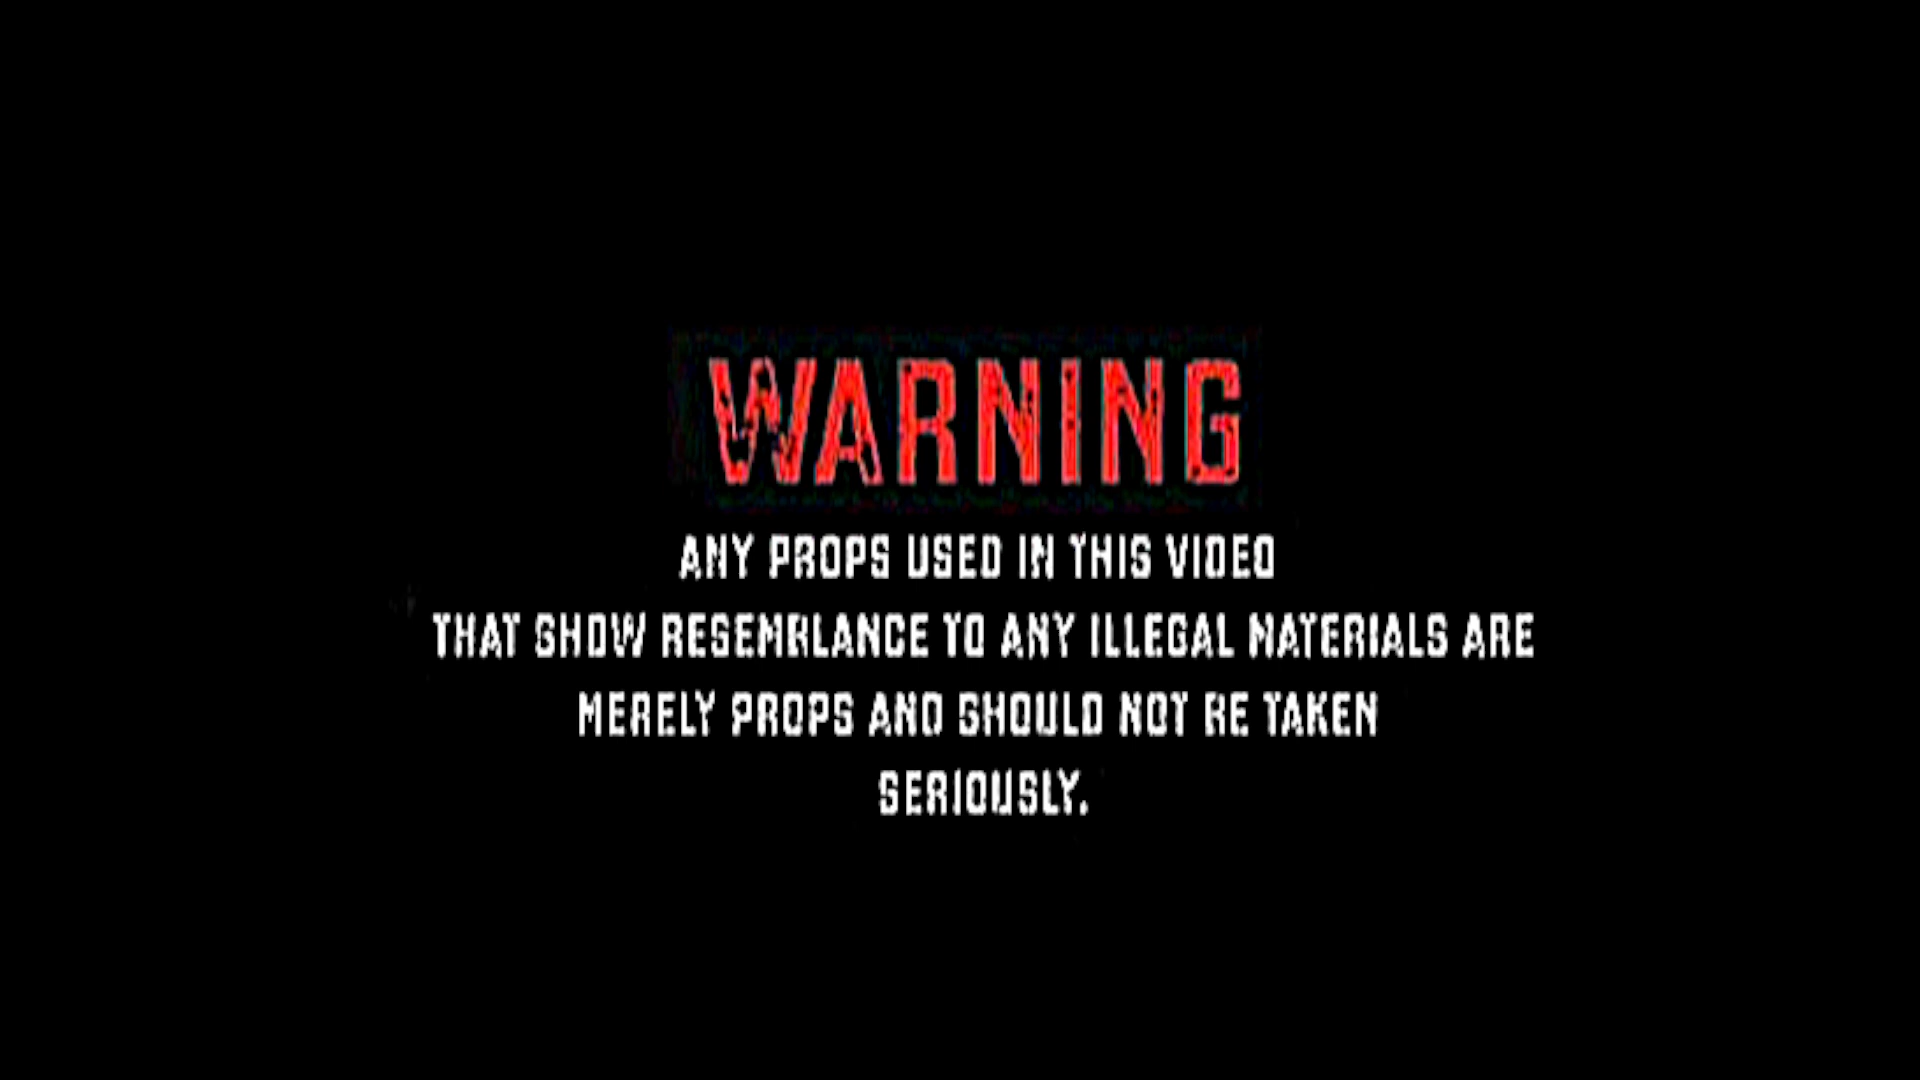 WARNING
ANY PROPS USED IN THIS VIDEO
THAT SHOW RESEMBLANCE TO ANY ILLEGAL MATERIALS ARE
MERELY PROPS AND SHOULD NOT BE TAKEN
SERIOUSLY.